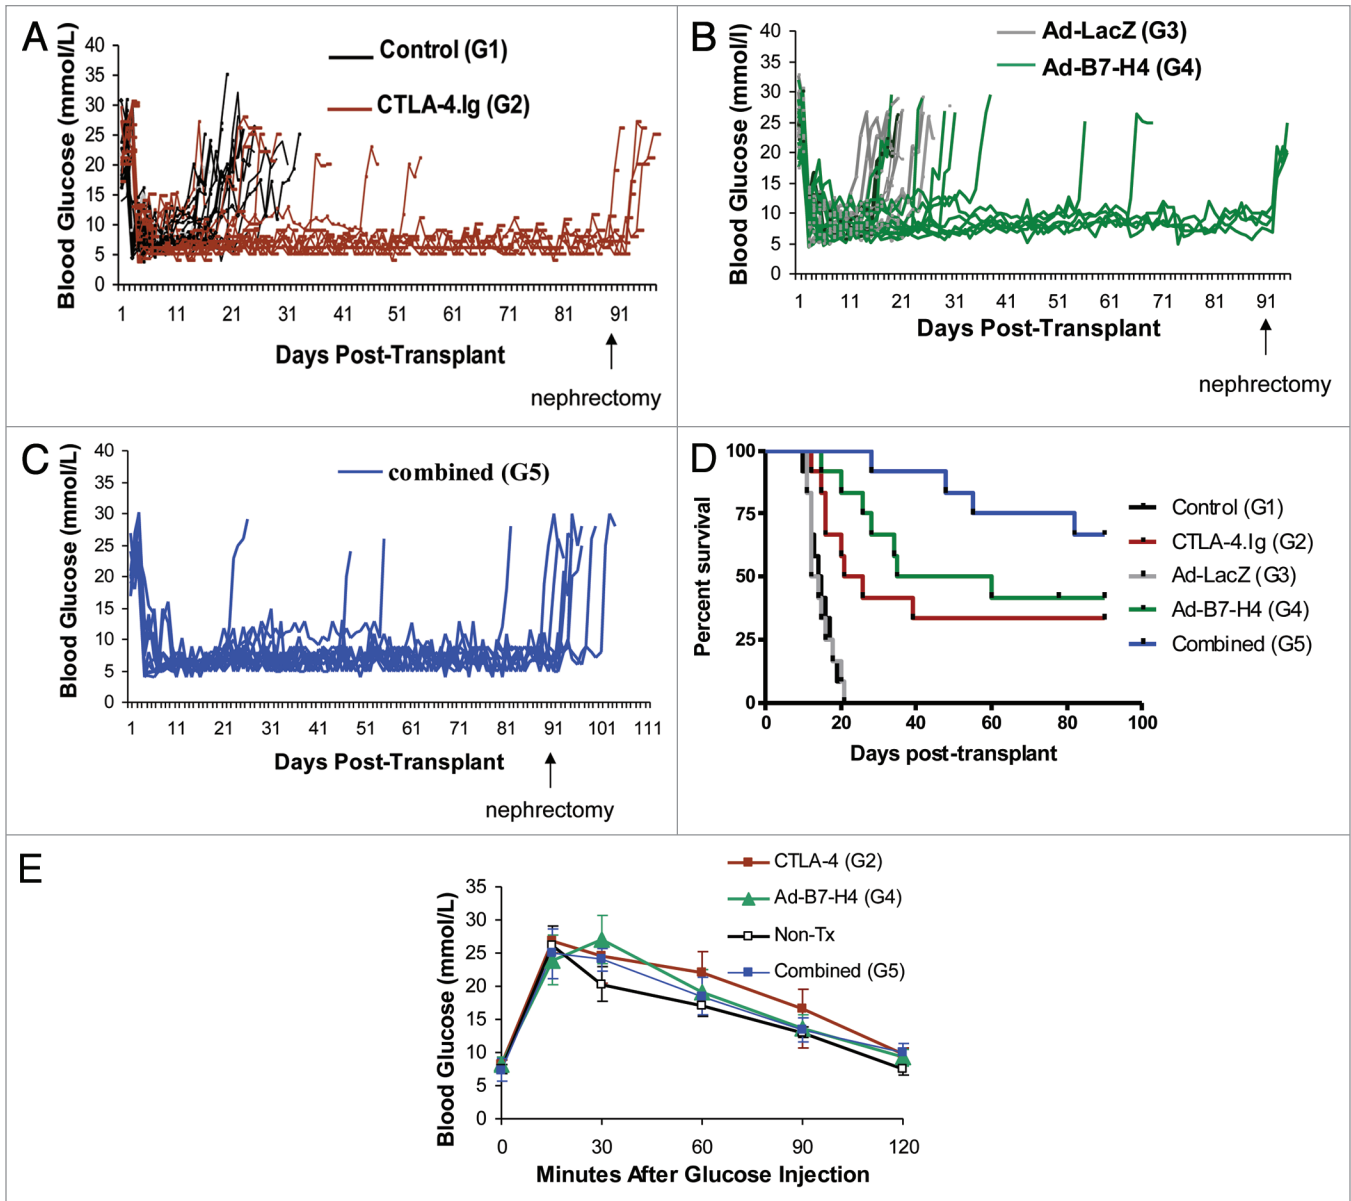 A
Blood Glucose (mmol/L)
40
35
30
25
20
15
10
5
0
Control (G1)
CTLA-4.Ig (G2)
1 11 21 31 41 51 61 71 81 91
Days Post-Transplant
nephrectomy
B
Blood Glucose (mmol/l)
40
35
30
25
20
15
10
5
0
Ad-LacZ (G3)
Ad-B7-H4 (G4)
1 11 21 31 41 51 61 71 81 91
Days Post-Transplant
nephrectomy
C
Blood Glucose (mmol/L)
40
35
30
25
20
15
10
5
0
combined (G5)
1 11 21 31 41 51 61 71 81 91 101 111
Days Post-Transplant
nephrectomy
D
Percent survival
100
75
50
25
0
0 20 40 60 80 100
Days post-transplant
Control (G1)
CTLA-4.Ig (G2)
Ad-LacZ (G3)
Ad-B7-H4 (G4)
Combined (G5)
E
Blood Glucose (mmol/L)
35
30
25
20
15
10
5
0
CTLA-4 (G2)
Ad-B7-H4 (G4)
Non-Tx
Combined (G5)
0 30 60 90 120
Minutes After Glucose Injection